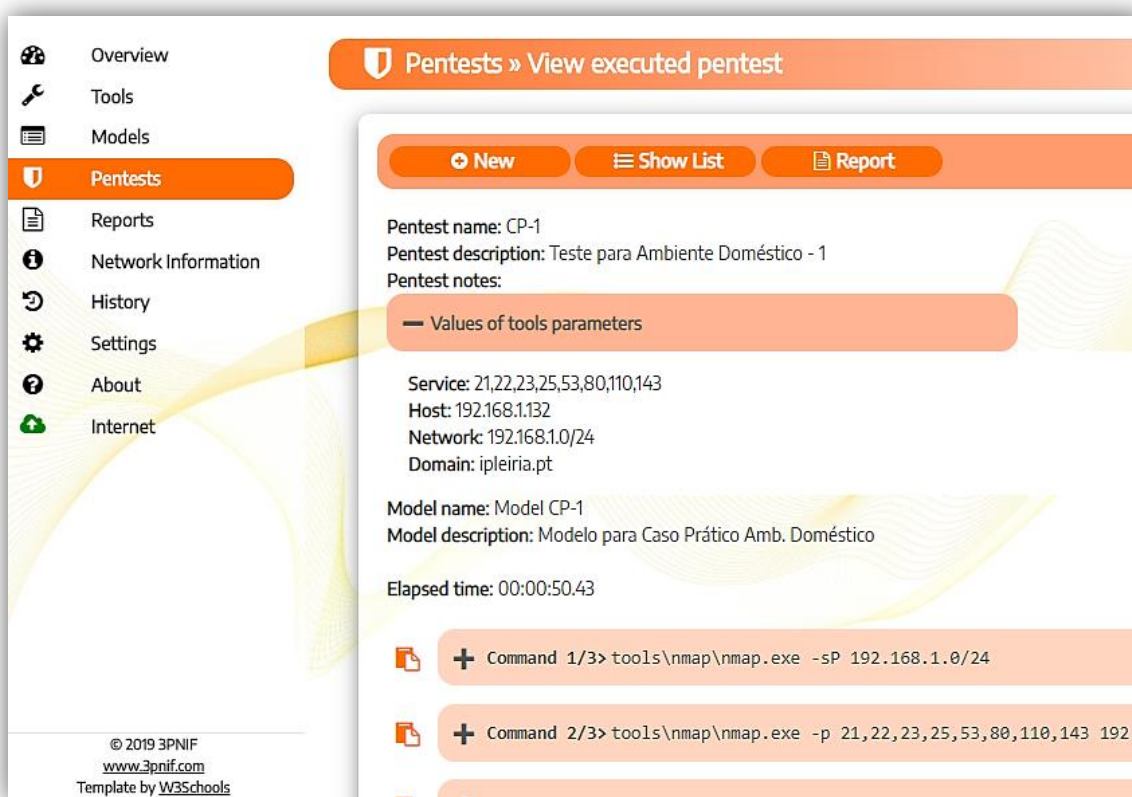 Overview
Tools
Models
Pentests
Reports
Network Information
History
Settings
About
Internet
© 2019 3PNIF
www.3pnif.com
Template by W3Schools
Pentests » View executed pentest
New
Show List
Report
Pentest name: CP-1
Pentest description: Teste para Ambiente Doméstico - 1
Pentest notes:
Values of tools parameters
Service: 21,22,23,25,53,80,110,143
Host: 192.168.1.132
Network: 192.168.1.0/24
Domain: ipleiria.pt
Model name: Model CP-1
Model description: Modelo para Caso Prático Amb. Doméstico
Elapsed time: 00:00:50.43
Command 1/3> tools\nmap\nmap.exe -sP 192.168.1.0/24
Command 2/3> tools\nmap\nmap.exe -p 21,22,23,25,53,80,110,143 192